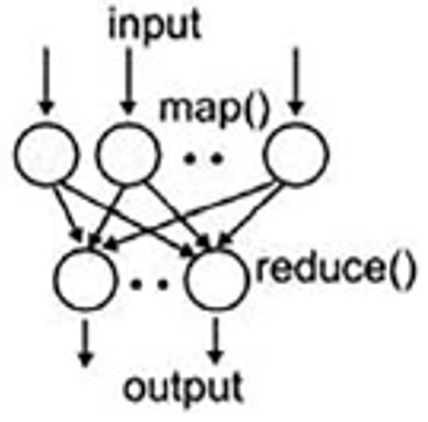 input
map()
reduce()
output